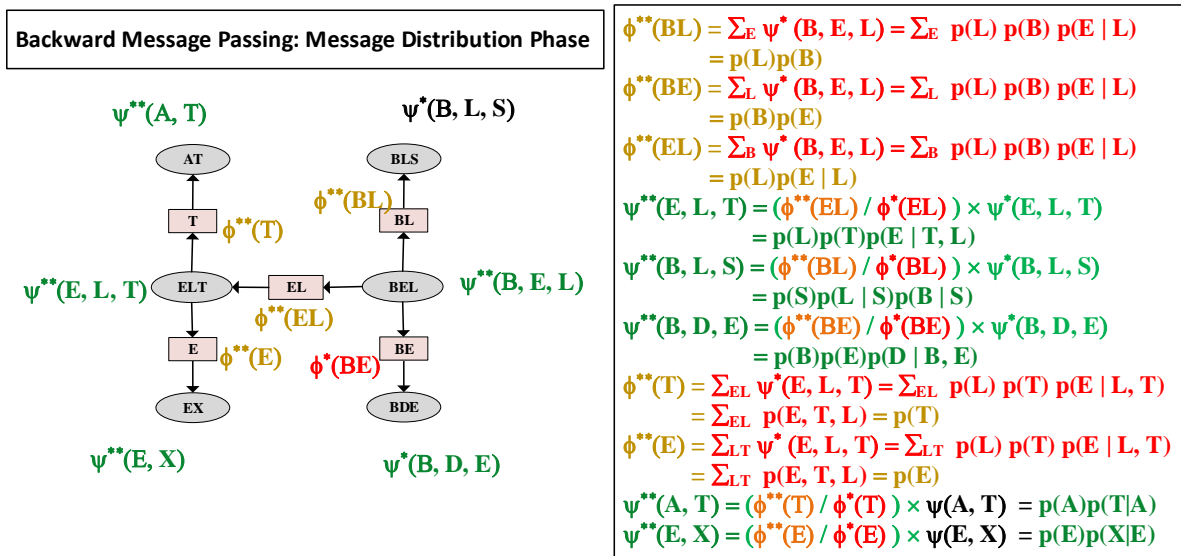 Backward Message Passing: Message Distribution Phase
ψ**(A, T)
ψ*(B, L, S)
AT
BLS
ϕ**(BL)
T
BL
ϕ**(T)
ψ**(E, L, T)
ELT
EL
BEL
ψ**(B, E, L)
ϕ**(EL)
E
ϕ**(E)
ϕ*(BE)
BE
EX
BDE
ψ**(E, X)
ψ*(B, D, E)
ϕ**(BL) = ∑E ψ* (B, E, L) = ∑E p(L) p(B) p(E | L)
= p(L)p(B)
ϕ**(BE) = ∑L ψ* (B, E, L) = ∑L p(L) p(B) p(E | L)
= p(B)p(E)
ϕ**(EL) = ∑B ψ* (B, E, L) = ∑B p(L) p(B) p(E | L)
= p(L)p(E | L)
ψ**(E, L, T) = (ϕ**(EL) / ϕ*(EL) ) × ψ*(E, L, T)
= p(L)p(T)p(E | T, L)
ψ**(B, L, S) = (ϕ**(BL) / ϕ*(BL) ) × ψ*(B, L, S)
= p(S)p(L | S)p(B | S)
ψ**(B, D, E) = (ϕ**(BE) / ϕ*(BE) ) × ψ*(B, D, E)
= p(B)p(E)p(D | B, E)
ϕ**(T) = ∑EL ψ*(E, L, T) = ∑EL p(L) p(T) p(E | L, T)
= ∑EL p(E, T, L) = p(T)
ϕ**(E) = ∑LT ψ* (E, L, T) = ∑LT p(L) p(T) p(E | L, T)
= ∑LT p(E, T, L) = p(E)
ψ**(A, T) = (ϕ**(T) / ϕ*(T) ) × ψ(A, T) = p(A)p(T|A)
ψ**(E, X) = (ϕ**(E) / ϕ*(E) ) × ψ(E, X) = p(E)p(X|E)